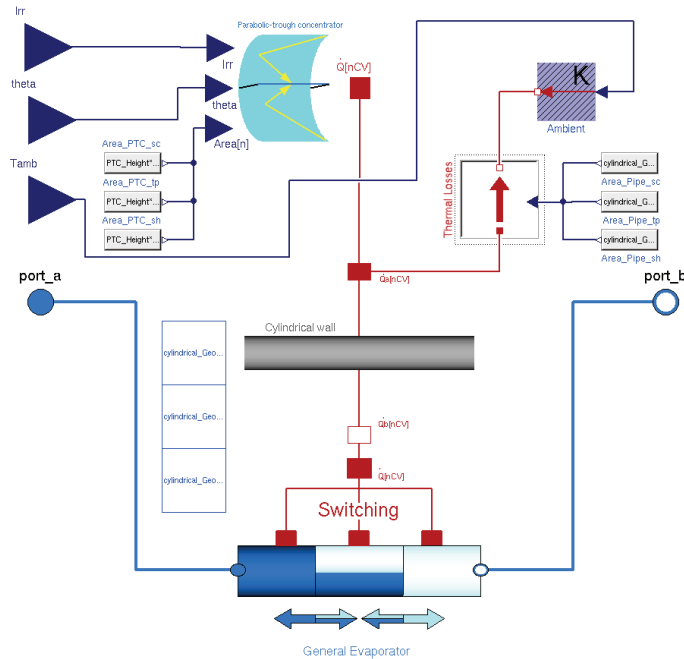 Irr
Parabolic-trough concentrator
Irr
Q̇[nCV]
K
theta
theta
Ambient
Area[n]
Area_PTC_sc
PTC_Height*...
Tamb
Area_PTC_tp
PTC_Height*...
Area_PTC_sh
PTC_Height*...
Thermal Losses
cylindrical_G...
Area_Pipe_sc
cylindrical_G...
Area_Pipe_tp
cylindrical_G...
Area_Pipe_sh
port_a
port_b
Q̇a[nCV]
Cylindrical wall
cylindrical_Geo...
cylindrical_Geo...
cylindrical_Geo...
Q̇b[nCV]
Q̇[nCV]
Switching
General Evaporator